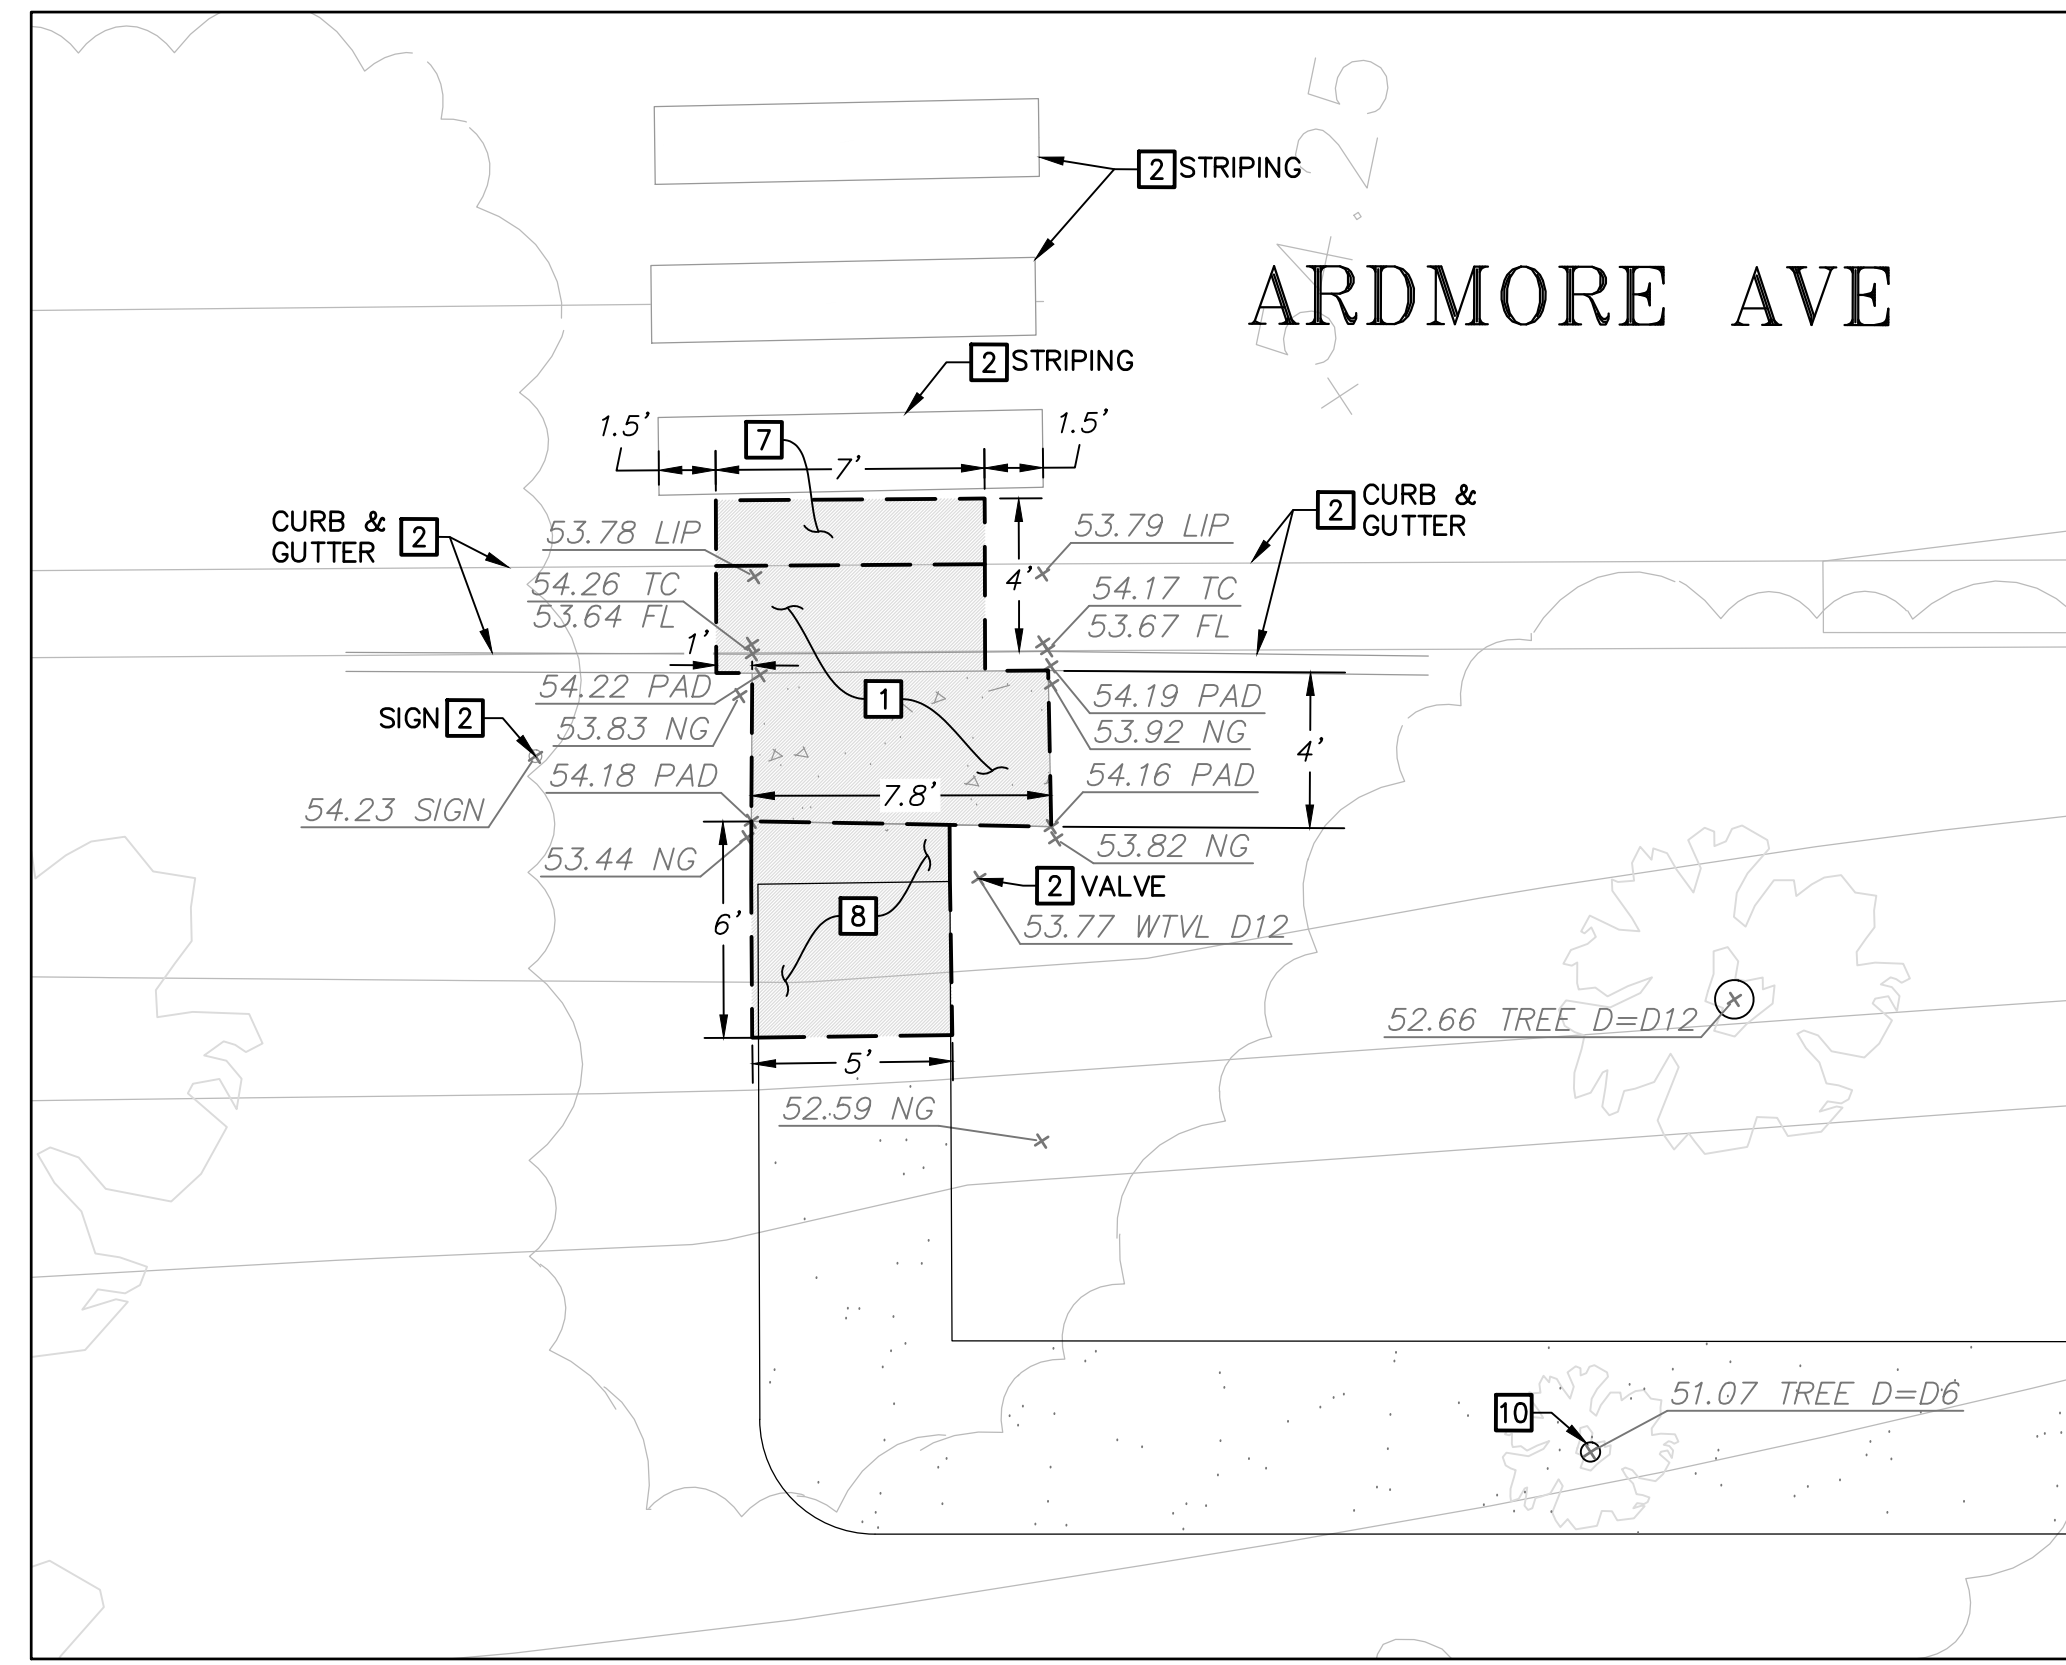 2 STRIPING
54.25
ARDMORE AVE
2 STRIPING
1.5' 7 1.5'
7'
CURB &
GUTTER 2
53.78 LIP
53.79 LIP
2 CURB &
GUTTER
54.26 TC
53.64 FL
4'
54.17 TC
53.67 FL
1'
54.22 PAD
1
54.19 PAD
SIGN 2
53.83 NG
53.92 NG
4'
54.18 PAD
54.16 PAD
7.8'
54.23 SIGN
53.44 NG
53.82 NG
2 VALVE
6'
8
53.77 WTVL D12
52.66 TREE D=D12
5'
52.59 NG
10
51.07 TREE D=D6